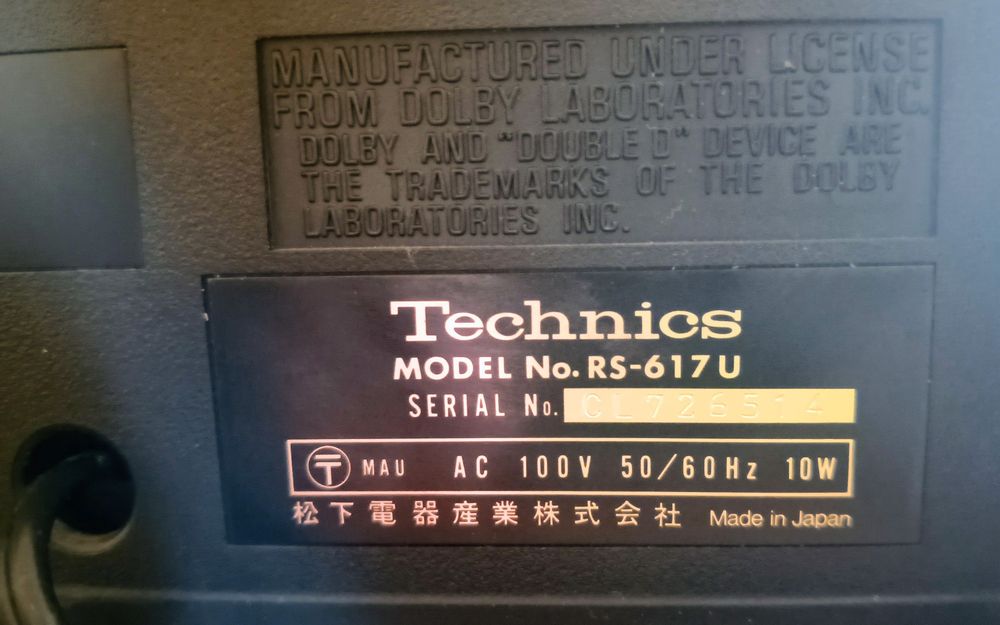 MANUFACTURED UNDER LICENSE
FROM DOLBY LABORATORIES INC.
DOLBY AND "DOUBLE D" DEVICE ARE
THE TRADEMARKS OF THE DOLBY
LABORATORIES INC.
Technics
MODEL No. RS-617U
SERIAL No. CL726514
〒 MAU AC 100V 50/60Hz 10W
松下電器産業株式会社 Made in Japan